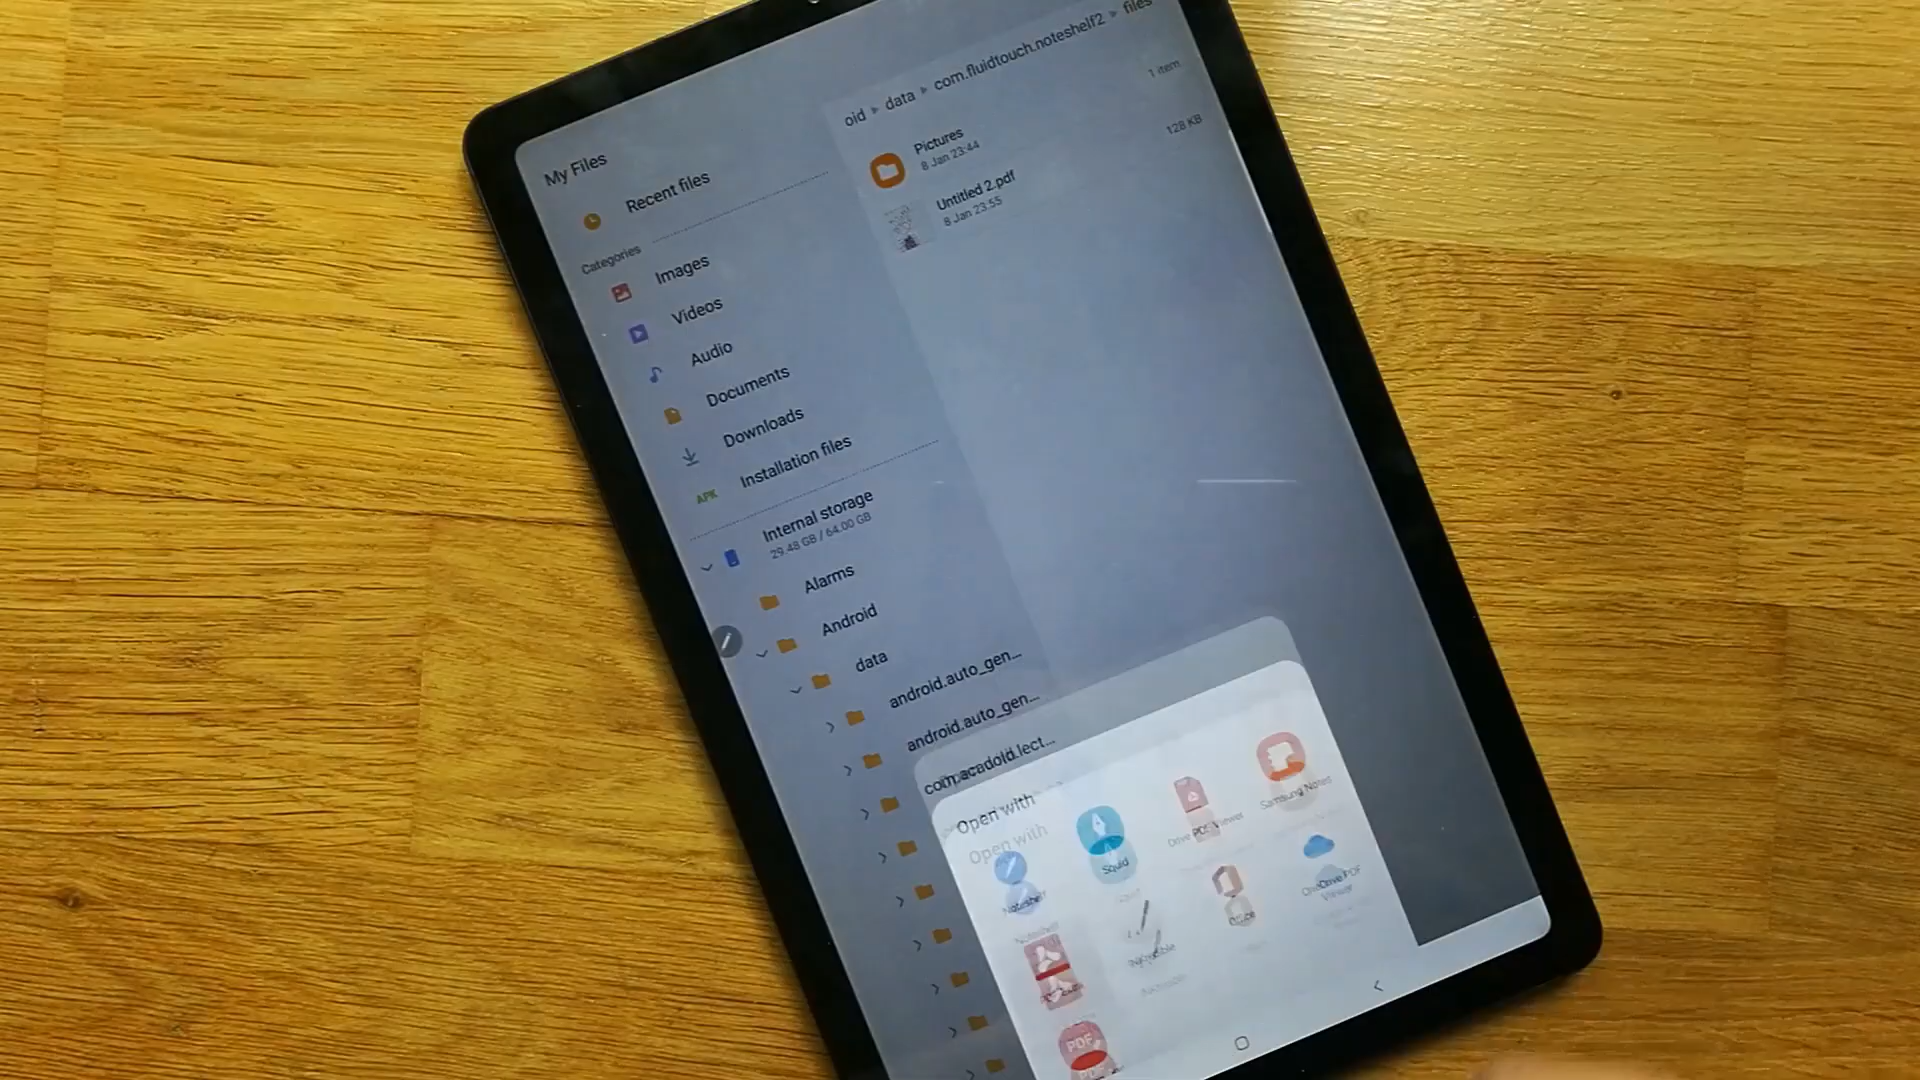 My Files
Recent files
Categories
Images
Videos
Audio
Documents
Downloads
APK Installation files
Internal storage
29.48 GB / 64.00 GB
Alarms
Android
data
android.auto_gen...
android.auto_gen...
com.acadoid.lect...
oid ▸ data ▸ com.fluidtouch.noteshelf2 ▸ files
1 item
Pictures
8 Jan 23:44
Untitled 2.pdf
8 Jan 23:55
128 KB
Open with
Open with
Noteshelf
Squid
Drive PDF Viewer
Samsung Notes
Noteshelf
Office
OneDrive PDF
Viewer
PDF